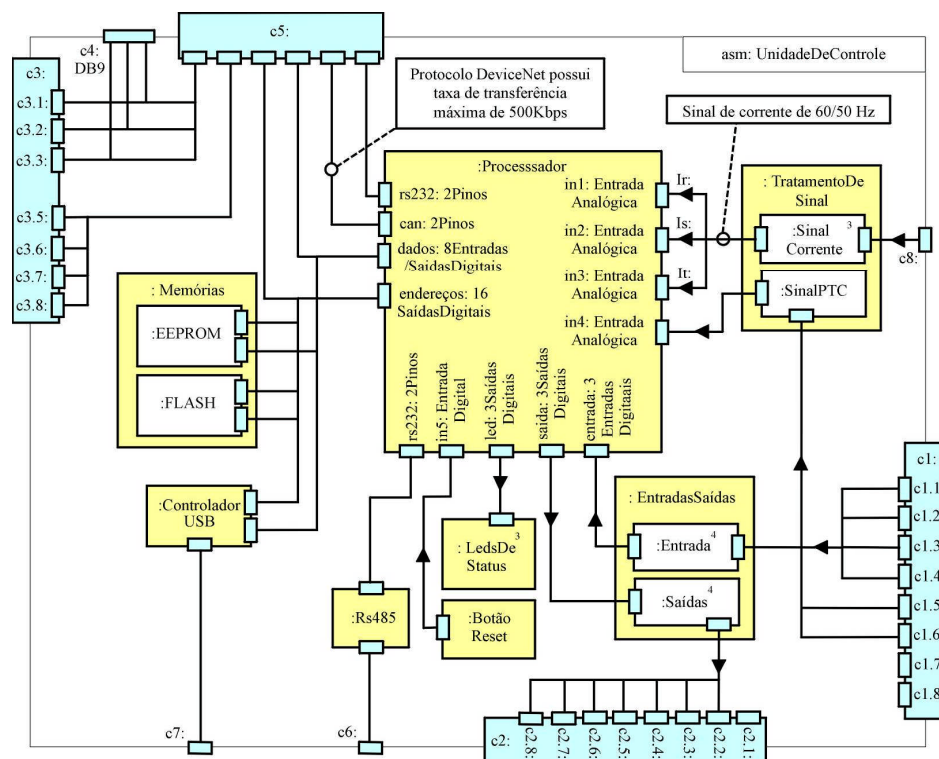 c5:
c4:
DB9
asm: UnidadeDeControle
c3:
c3.1:
c3.2:
c3.3:
c3.5:
c3.6:
c3.7:
c3.8:
Protocolo DeviceNet possui
taxa de transferência
máxima de 500Kbps
Sinal de corrente de 60/50 Hz
:Processsador
rs232: 2Pinos
can: 2Pinos
dados: 8Entradas
/SaidasDigitais
endereços: 16
SaídasDigitais
in1: Entrada
Analógica
in2: Entrada
Analógica
in3: Entrada
Analógica
in4: Entrada
Analógica
Ir:
Is:
It:
: TratamentoDe
Sinal
:Sinal
Corrente
3
:SinalPTC
c8:
: Memórias
:EEPROM
:FLASH
rs232: 2Pinos
in5: Entrada
Digital
led: 3Saídas
Digitais
saida: 3Saídas
Digitais
entrada: 3
Entradas
Digitaais
:Controlador
USB
: LedsDe
Status
3
:Rs485
:Botão
Reset
: EntradasSaídas
:Entrada
4
:Saídas
4
c1:
c1.1
c1.2
c1.3
c1.4
c1.5
c1.6
c1.7
c1.8
c7:
c6:
c2:
c2.8:
c2.7:
c2.6:
c2.5:
c2.4:
c2.3:
c2.2:
c2.1: